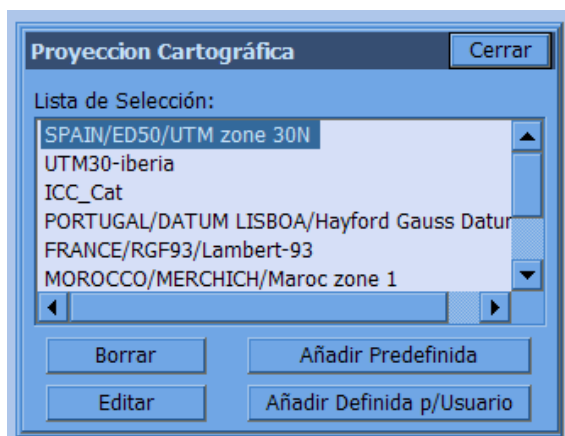 Proyeccion Cartográfica Cerrar
Lista de Selección:
SPAIN/ED50/UTM zone 30N
UTM30-iberia
ICC_Cat
PORTUGAL/DATUM LISBOA/Hayford Gauss Datur
FRANCE/RGF93/Lambert-93
MOROCCO/MERCHICH/Maroc zone 1
Borrar Añadir Predefinida
Editar Añadir Definida p/Usuario